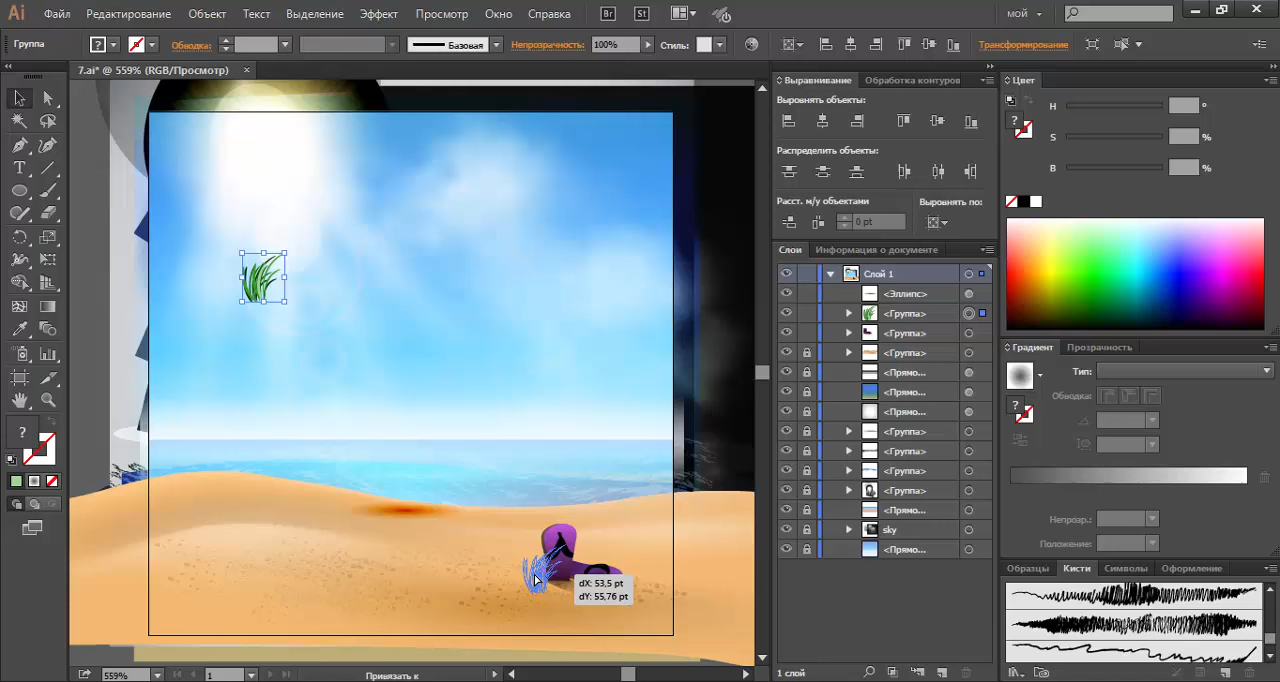 Ai Файл Редактирование Объект Текст Выделение Эффект Просмотр Окно Справка Br St мой
Группа ? Обводка: Базовая Непрозрачность: 100% Стиль: Трансформирование
7.ai* @ 559% (RGB/Просмотр) ×
Выравнивание Обработка контуров
Выровнять объекты:
Распределить объекты:
Расст. м/у объектами Выровнять по:
0 pt
Слои Информация о документе
Слой 1
<Эллипс>
<Группа>
<Группа>
<Группа>
<Прямо...
<Прямо...
<Прямо...
<Группа>
<Группа>
<Группа>
<Группа>
<Прямо...
sky
<Прямо...
1 слой
Цвет
H °
? S %
B %
Градиент Прозрачность
Тип:
Обводка:
?
Непрозр.:
Положение:
Образцы Кисти Символы Оформление
dX: 53,5 pt
dY: 55,76 pt
?
559% 1 Привязать к